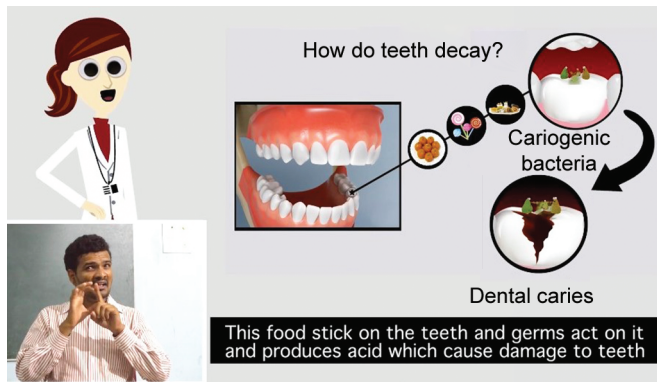 How do teeth decay?
Cariogenic
bacteria
Dental caries
This food stick on the teeth and germs act on it
and produces acid which cause damage to teeth